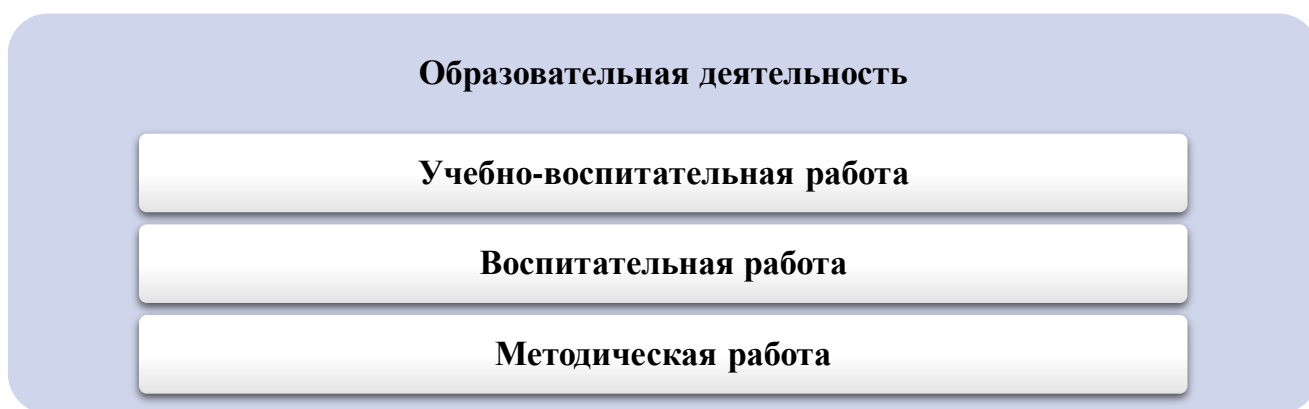 Образовательная деятельность
Учебно-воспитательная работа
Воспитательная работа
Методическая работа